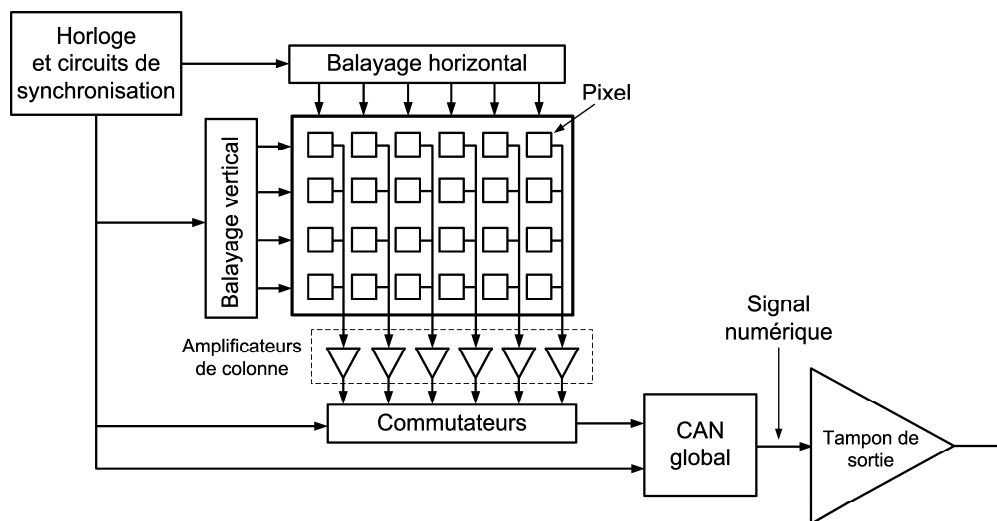 Horloge
et circuits de
synchronisation
Balayage horizontal
Pixel
Balayage vertical
Amplificateurs
de colonne
Commutateurs
CAN
global
Signal
numérique
Tampon de
sortie